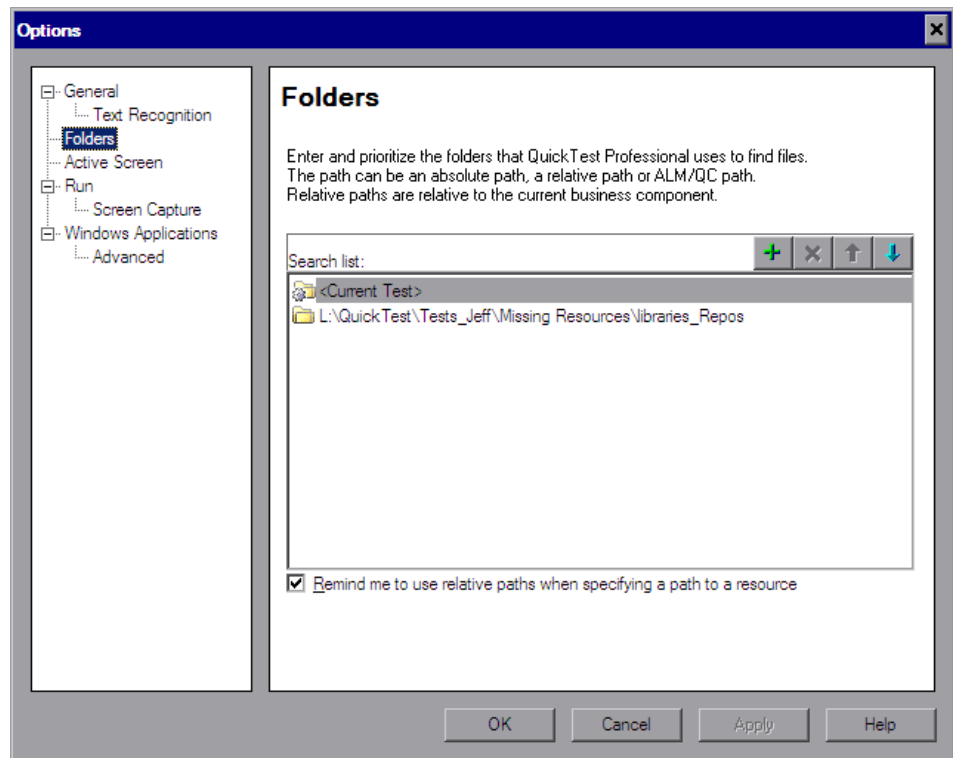 Options
General
Text Recognition
Folders
Active Screen
Run
Screen Capture
Windows Applications
Advanced
Folders
Enter and prioritize the folders that QuickTest Professional uses to find files.
The path can be an absolute path, a relative path or ALM/QC path.
Relative paths are relative to the current business component.
Search list:
<Current Test>
L:\QuickTest\Tests_Jeff\Missing Resources\libraries_Repos
Remind me to use relative paths when specifying a path to a resource
OK Cancel Apply Help